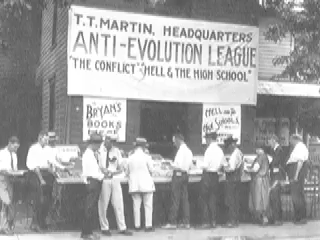 T.T. MARTIN, HEADQUARTERS
ANTI-EVOLUTION LEAGUE
"THE CONFLICT"-"HELL & THE HIGH SCHOOL"
BRYAN'S
BOOKS
HELL AND THE
HIGH SCHOOL